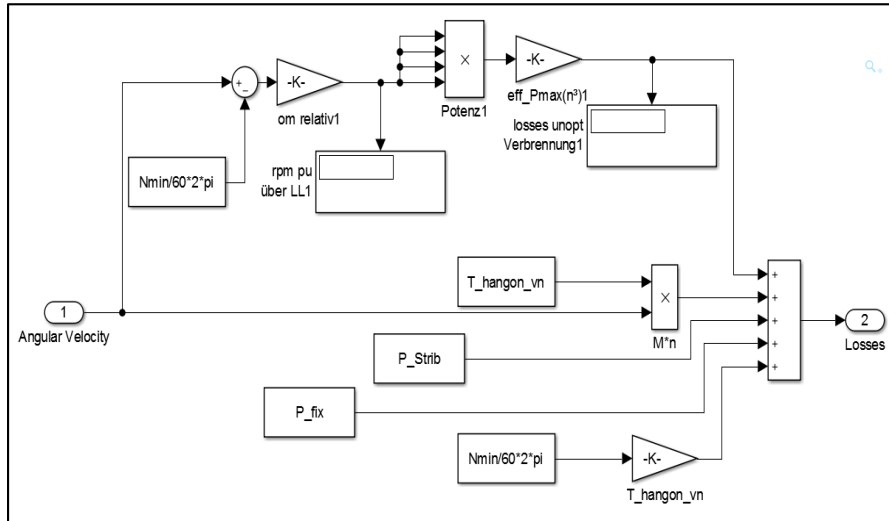 +
-
-K-
om relativ1
X
Potenz1
-K-
eff_Pmax(n³)1
Nmin/60*2*pi
rpm pu
über LL1
losses unopt
Verbrennung1
1
Angular Velocity
T_hangon_vn
X
M*n
P_Strib
P_fix
Nmin/60*2*pi
-K-
T_hangon_vn
+
+
+
+
+
2
Losses